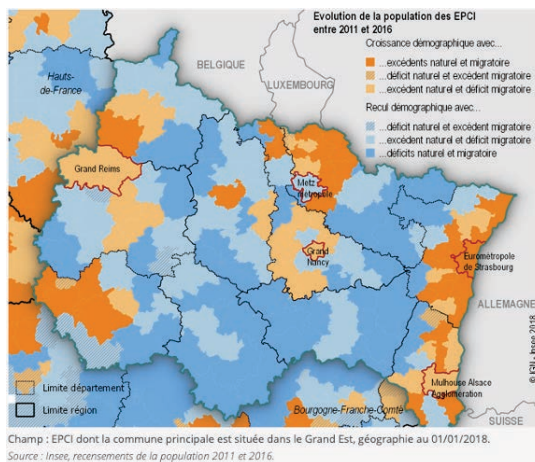 Evolution de la population des EPCI
entre 2011 et 2016
Croissance démographique avec...
...excédents naturel et migratoire
...déficit naturel et excédent migratoire
...excédent naturel et déficit migratoire
Recul démographique avec...
...déficit naturel et excédent migratoire
...excédent naturel et déficit migratoire
...déficits naturel et migratoire
BELGIQUE
LUXEMBOURG
Hauts-
de-France
Grand Reims
Metz
métropole
Grand
Nancy
Eurométropole
de Strasbourg
ALLEMAGNE
Mulhouse Alsace
Agglomération
Bourgogne-Franche-Comté
SUISSE
Limite département
Limite région
© IGN - Insee 2018
Champ : EPCI dont la commune principale est située dans le Grand Est, géographie au 01/01/2018.
Source : Insee, recensements de la population 2011 et 2016.